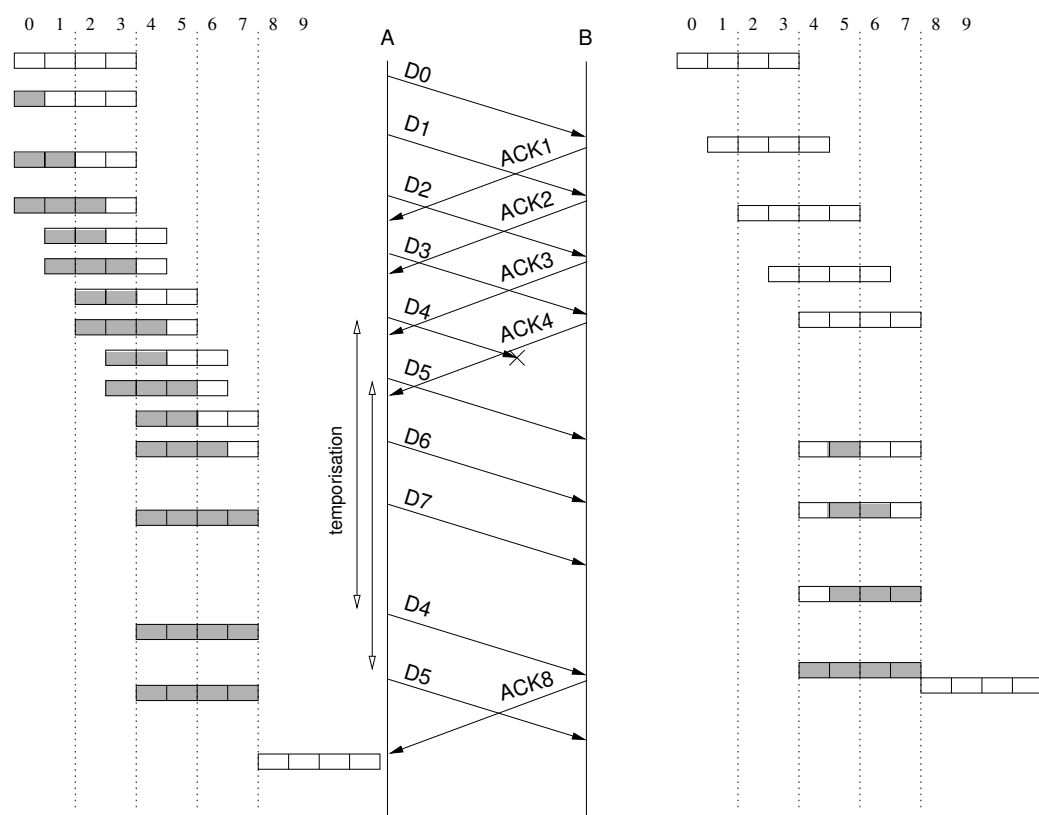 0 1 2 3 4 5 6 7 8 9
A
B
0 1 2 3 4 5 6 7 8 9
D0
D1
ACK1
D2
ACK2
D3
ACK3
D4
ACK4
D5
temporisation
D6
D7
D4
D5
ACK8